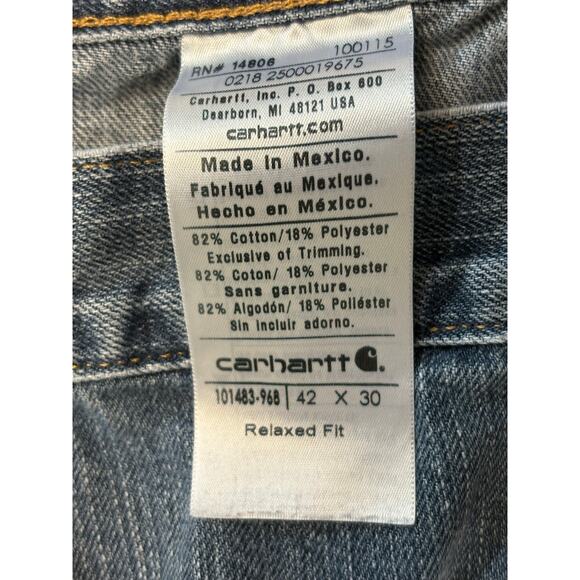 RN# 14806 100115
0218 2500019675
Carhartt, Inc. P. O. Box 600
Dearborn, MI 48121 USA
carhartt.com
Made in Mexico.
Fabriqué au Mexique.
Hecho en México.
82% Cotton/18% Polyester
Exclusive of Trimming.
82% Coton/ 18% Polyester
Sans garniture.
82% Algodón/ 18% Poliéster
Sin incluir adorno.
carhartt
101483-968 42 X 30
Relaxed Fit